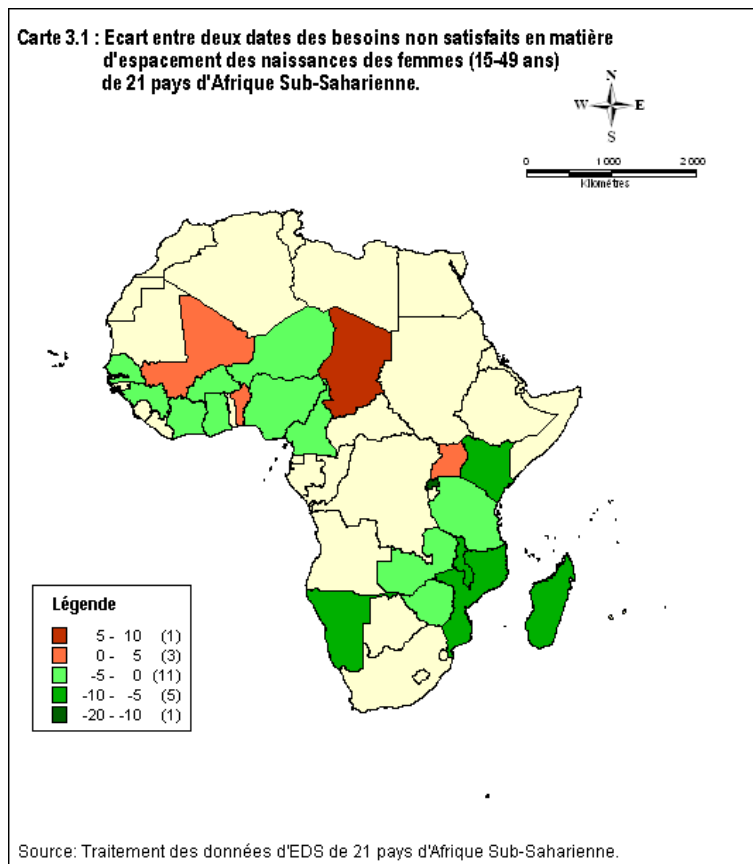 Carte 3.1 : Ecart entre deux dates des besoins non satisfaits en matière
d'espacement des naissances des femmes (15-49 ans)
de 21 pays d'Afrique Sub-Saharienne.
N
W E
S
0 1 000 2 000
Kilométres
Légende
5 - 10 (1)
0 - 5 (3)
-5 - 0 (11)
-10 - -5 (5)
-20 - -10 (1)
Source: Traitement des données d'EDS de 21 pays d'Afrique Sub-Saharienne.